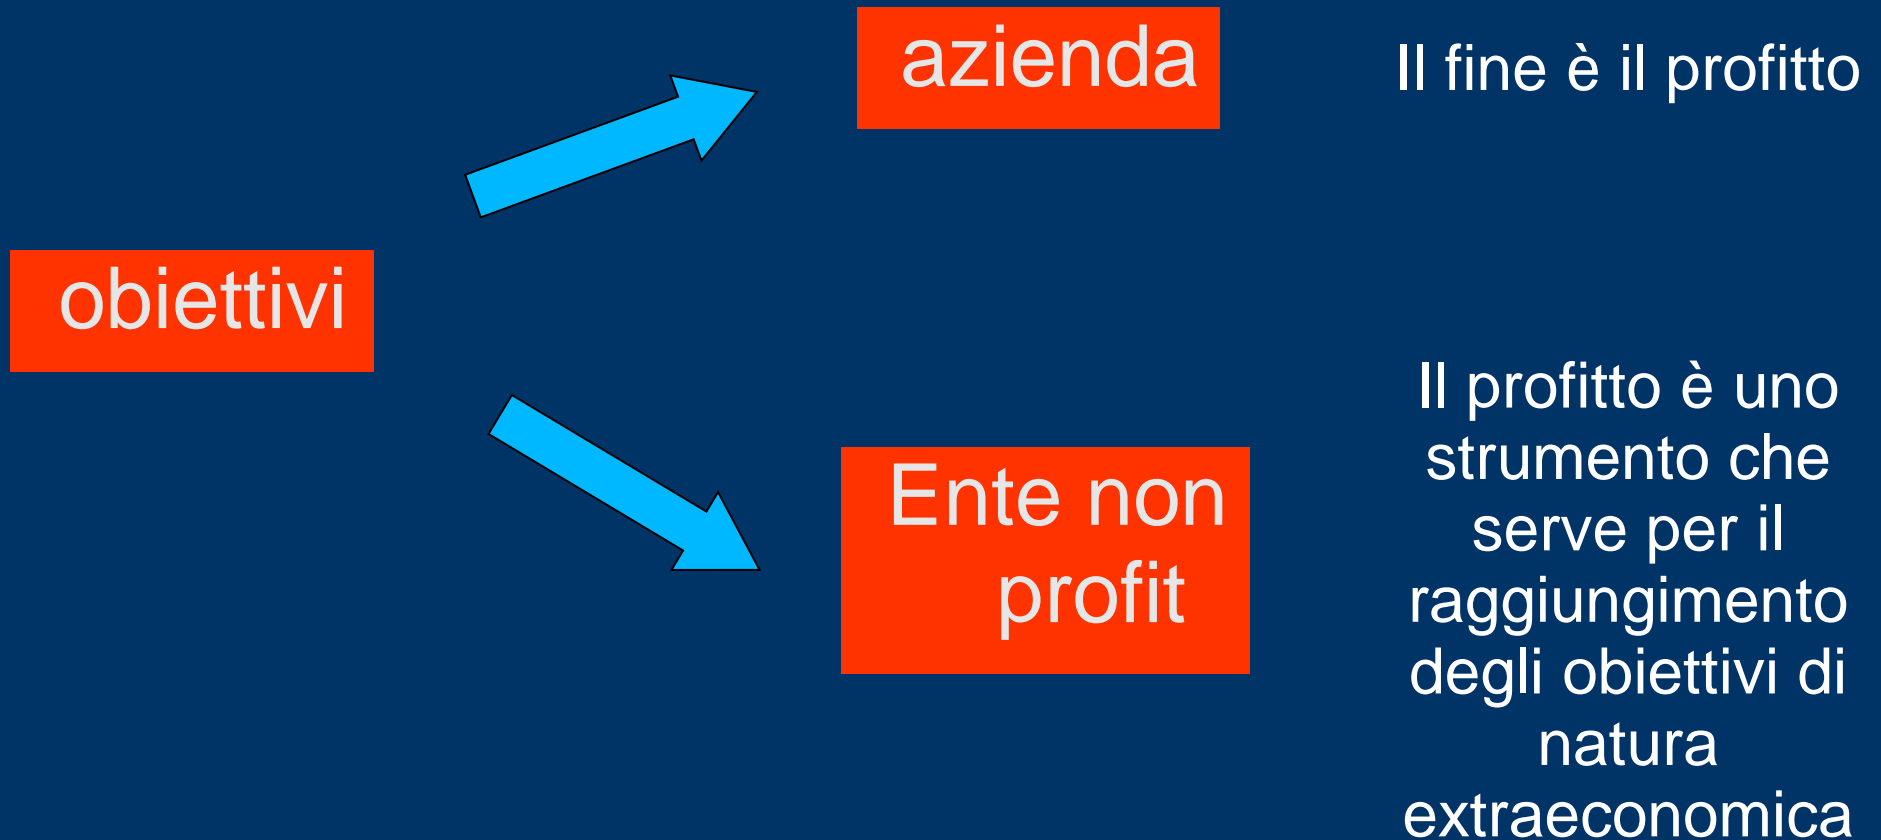 azienda
Il fine è il profitto
obiettivi
Ente non
profit
Il profitto è uno
strumento che
serve per il
raggiungimento
degli obiettivi di
natura
extraeconomica